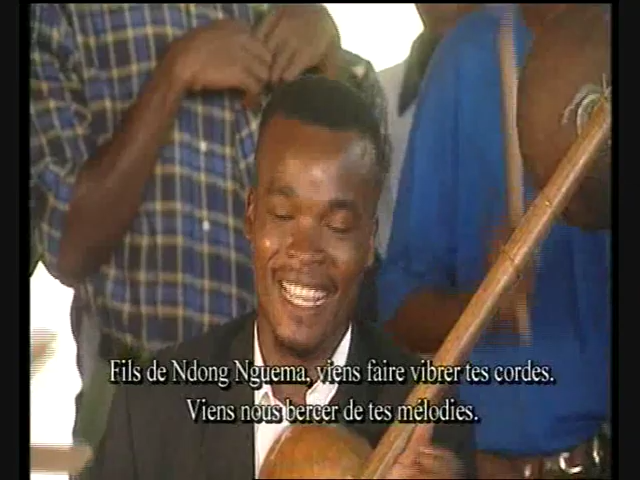 Fils de Ndong Nguema, viens faire vibrer tes cordes.
Viens nous bercer de tes mélodies.